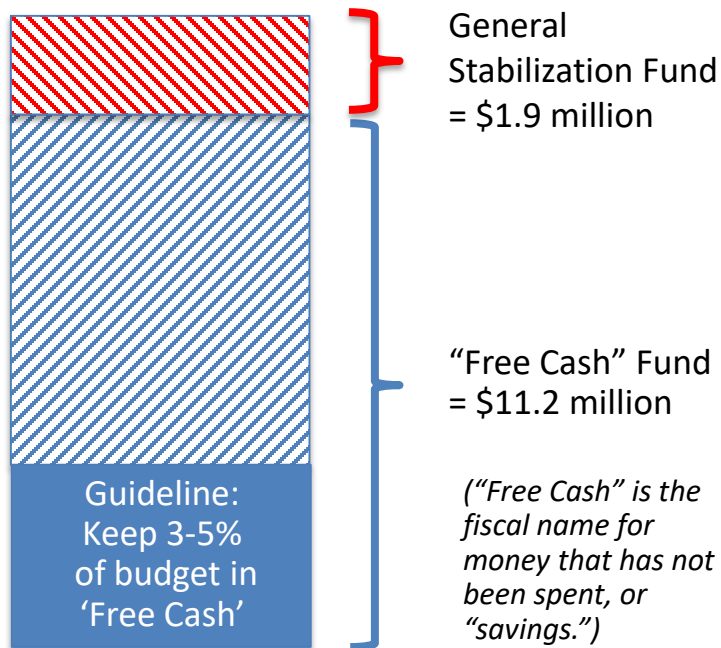 General
Stabilization Fund
= $1.9 million
“Free Cash” Fund
= $11.2 million
Guideline:
Keep 3-5%
of budget in
‘Free Cash’
(“Free Cash” is the
fiscal name for
money that has not
been spent, or
“savings.”)